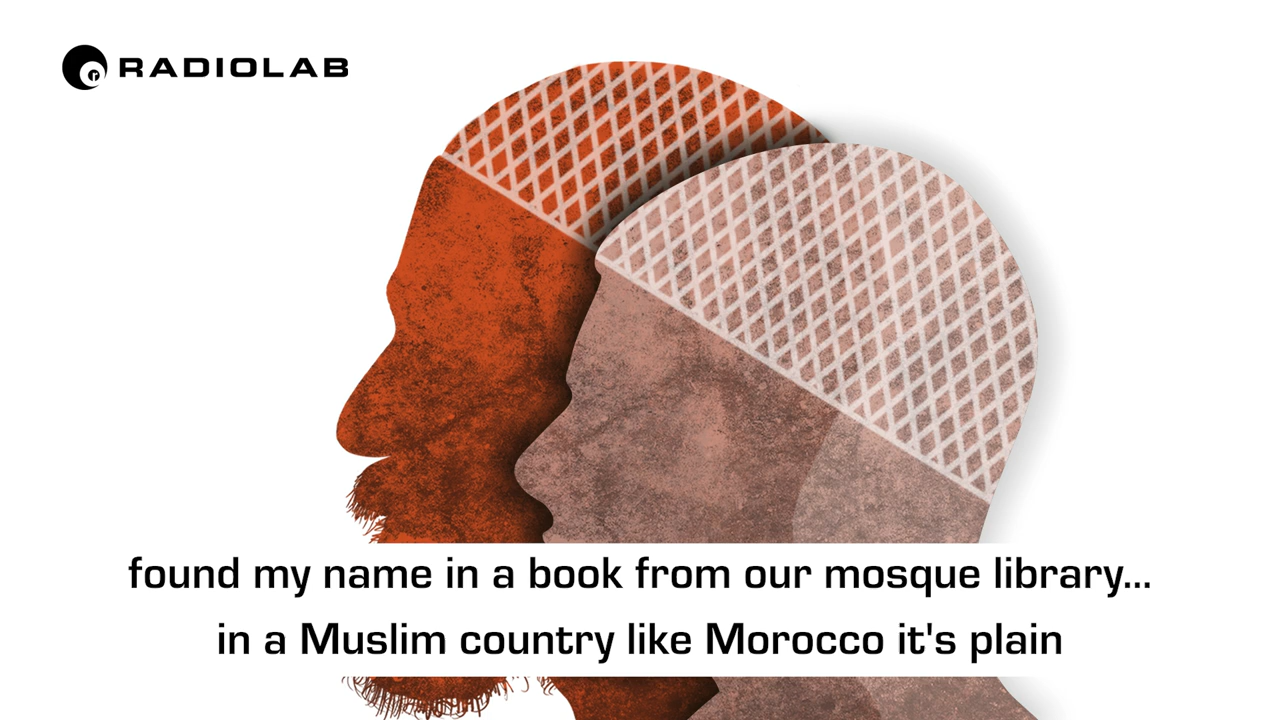 RADIOLAB
found my name in a book from our mosque library...
in a Muslim country like Morocco it's plain